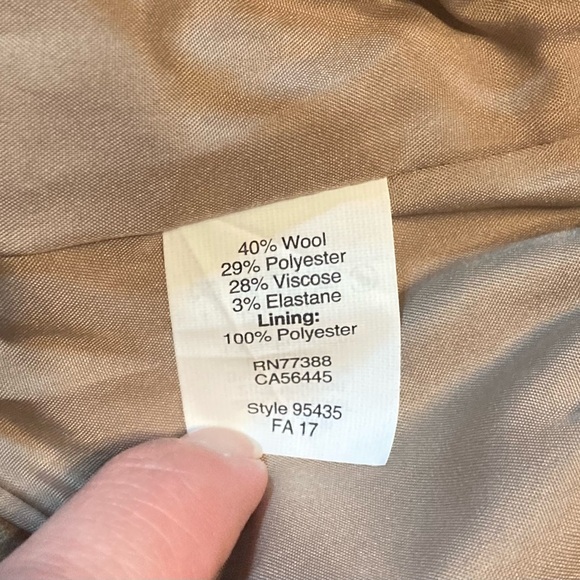 40% Wool
29% Polyester
28% Viscose
3% Elastane
Lining:
100% Polyester
RN77388
CA56445
Style 95435
FA 17